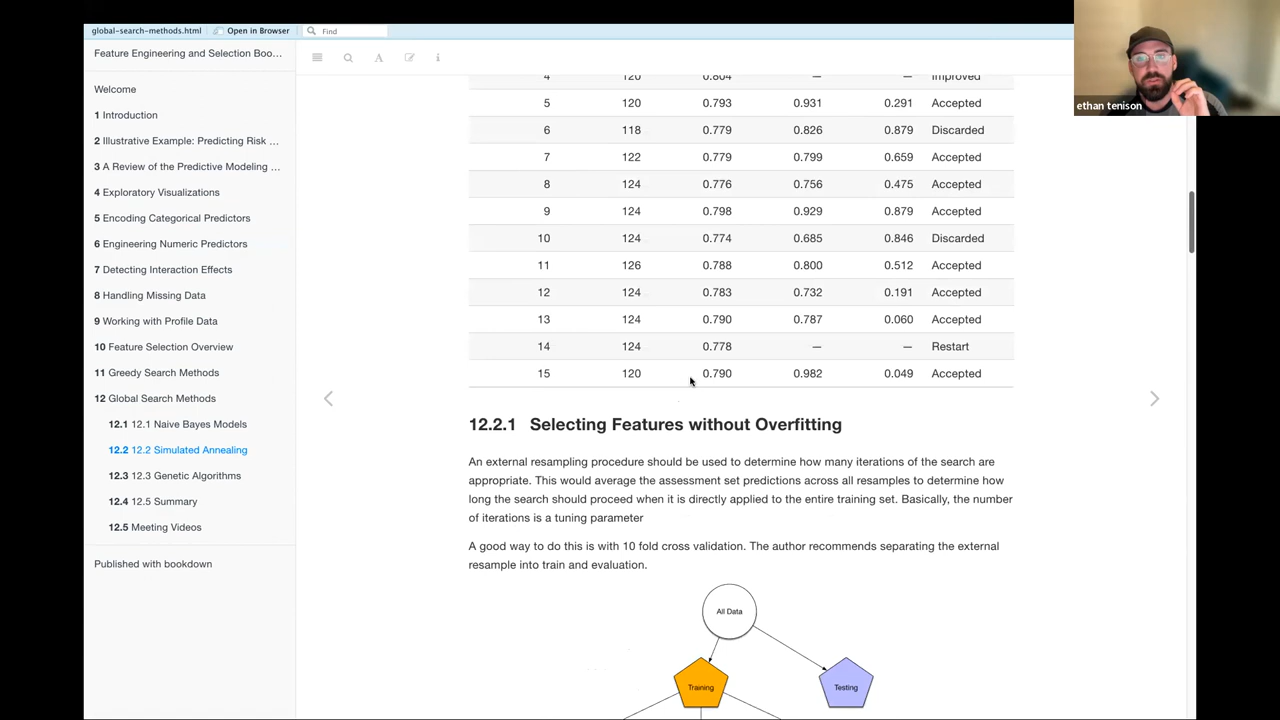 global-search-methods.html
Open in Browser
Find
Feature Engineering and Selection Boo...
Welcome
1 Introduction
2 Illustrative Example: Predicting Risk ...
3 A Review of the Predictive Modeling ...
4 Exploratory Visualizations
5 Encoding Categorical Predictors
6 Engineering Numeric Predictors
7 Detecting Interaction Effects
8 Handling Missing Data
9 Working with Profile Data
10 Feature Selection Overview
11 Greedy Search Methods
12 Global Search Methods
12.1 12.1 Naive Bayes Models
12.2 12.2 Simulated Annealing
12.3 12.3 Genetic Algorithms
12.4 12.5 Summary
12.5 Meeting Videos
Published with bookdown
4 120 0.804 — — Improved
5 120 0.793 0.931 0.291 Accepted
6 118 0.779 0.826 0.879 Discarded
7 122 0.779 0.799 0.659 Accepted
8 124 0.776 0.756 0.475 Accepted
9 124 0.798 0.929 0.879 Accepted
10 124 0.774 0.685 0.846 Discarded
11 126 0.788 0.800 0.512 Accepted
12 124 0.783 0.732 0.191 Accepted
13 124 0.790 0.787 0.060 Accepted
14 124 0.778 — — Restart
15 120 0.790 0.982 0.049 Accepted
12.2.1 Selecting Features without Overfitting
An external resampling procedure should be used to determine how many iterations of the search are
appropriate. This would average the assessment set predictions across all resamples to determine how
long the search should proceed when it is directly applied to the entire training set. Basically, the number
of iterations is a tuning parameter
A good way to do this is with 10 fold cross validation. The author recommends separating the external
resample into train and evaluation.
All Data
Training
Testing
ethan tenison